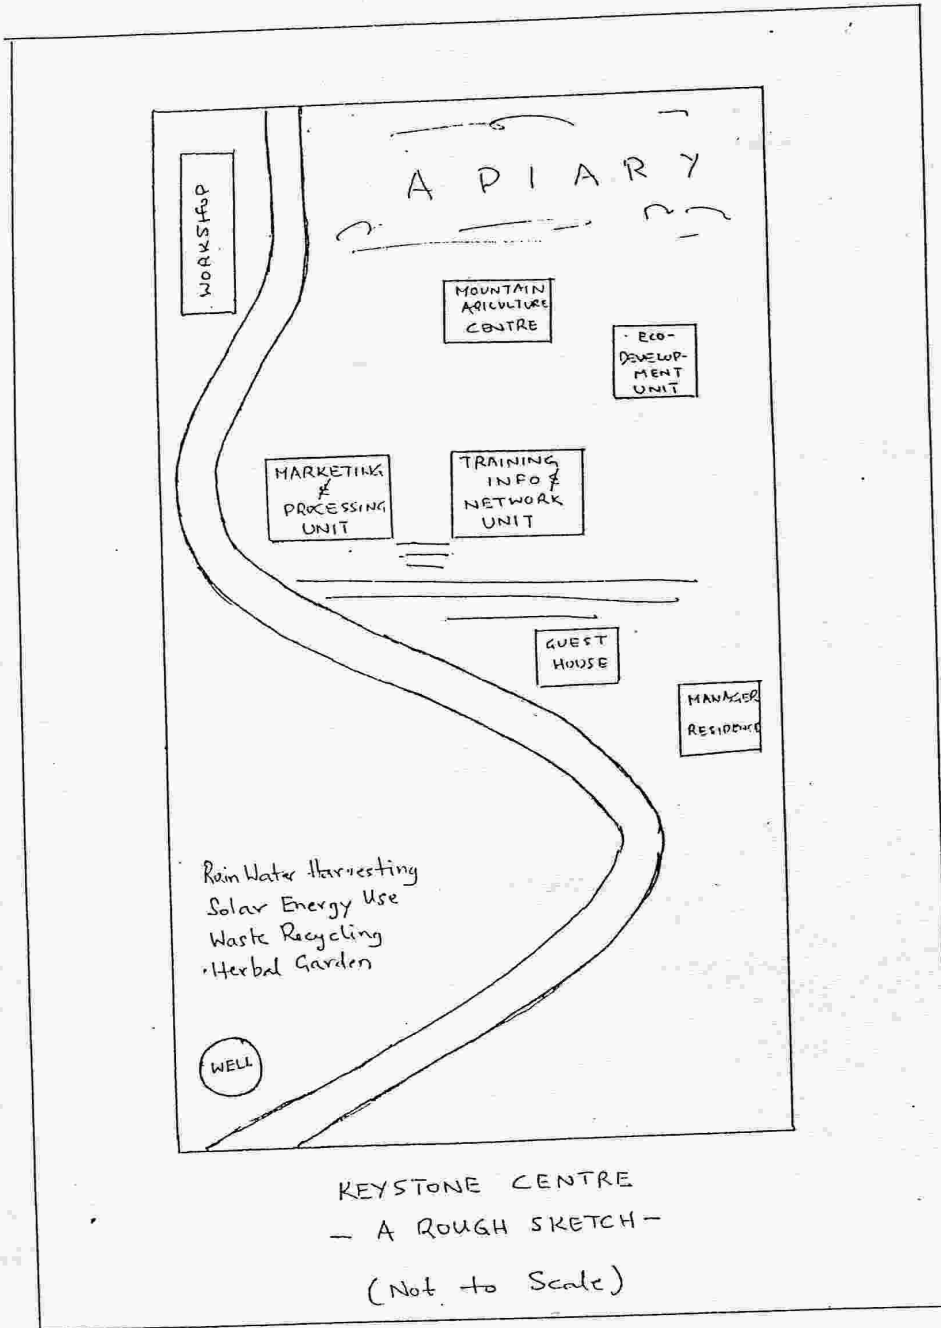 APIARY
WORKSHOP
MOUNTAIN
APICULTURE
CENTRE
ECO-
DEVELOP-
MENT
UNIT
MARKETING
&
PROCESSING
UNIT
TRAINING
INFO &
NETWORK
UNIT
GUEST
HOUSE
MANAGER
RESIDENCE
Rain Water Harvesting
Solar Energy Use
Waste Recycling
Herbal Garden
WELL
KEYSTONE CENTRE
- A ROUGH SKETCH -
(Not to Scale)